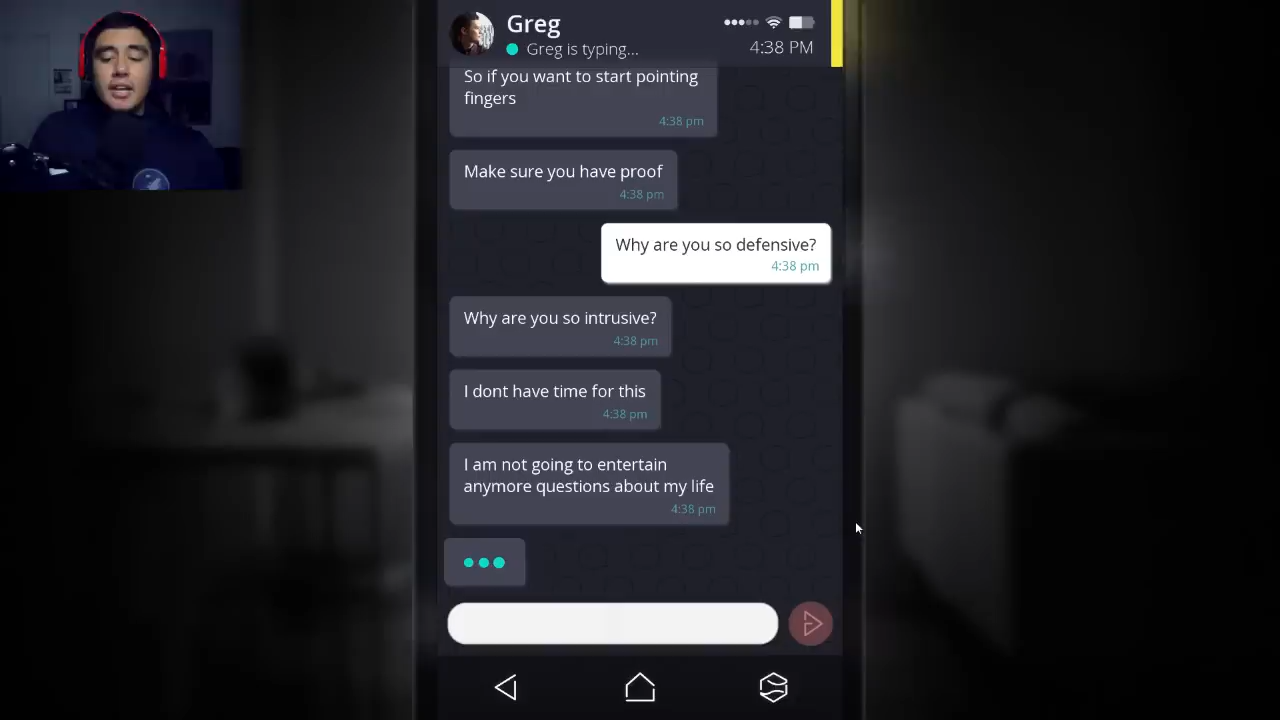 Greg
Greg is typing...
4:38 PM
So if you want to start pointing
fingers
4:38 pm
Make sure you have proof
4:38 pm
Why are you so defensive?
4:38 pm
Why are you so intrusive?
4:38 pm
I dont have time for this
4:38 pm
I am not going to entertain
anymore questions about my life
4:38 pm